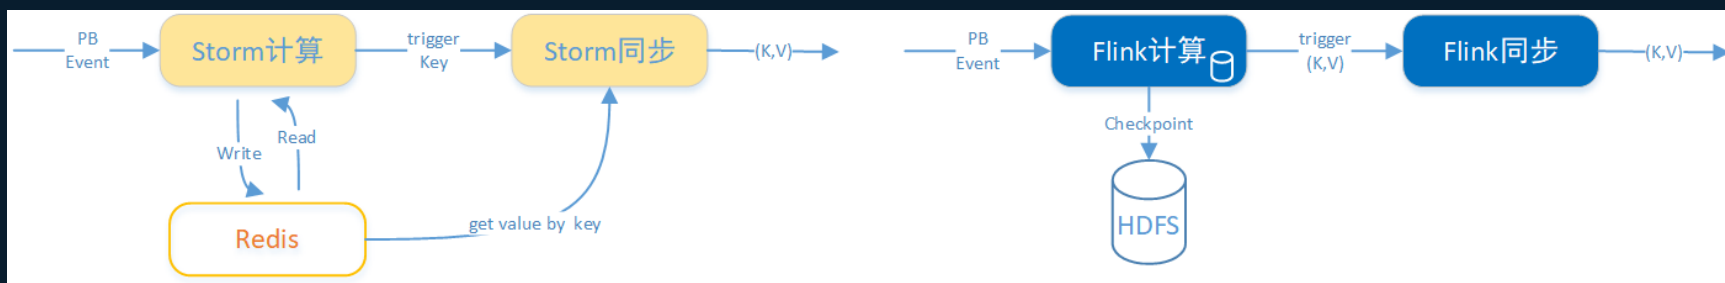 PB
Event
Storm计算
trigger
Key
Storm同步
(K,V)
Write
Read
Redis
get value by key
PB
Event
Flink计算
trigger
(K,V)
Flink同步
(K,V)
Checkpoint
HDFS